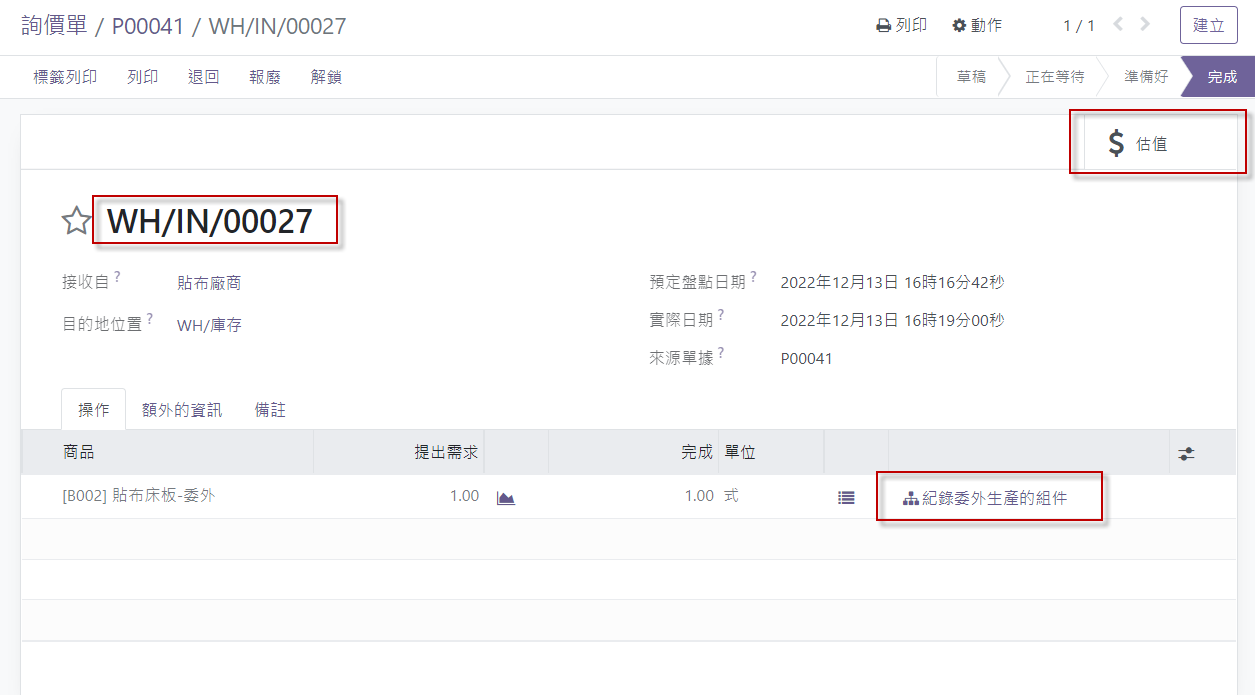 詢價單 / P00041 / WH/IN/00027 列印 動作 1 / 1 建立
標籤列印 列印 退回 報廢 解鎖 草稿 正在等待 準備好 完成
$ 估值
WH/IN/00027
接收自 ? 貼布廠商 預定盤點日期 ? 2022年12月13日 16時16分42秒
目的地位置 ? WH/庫存 實際日期 ? 2022年12月13日 16時19分00秒
來源單據 ? P00041
操作 額外的資訊 備註
商品 提出需求 完成 單位
[B002] 貼布床板-委外 1.00 1.00 式 紀錄委外生產的組件